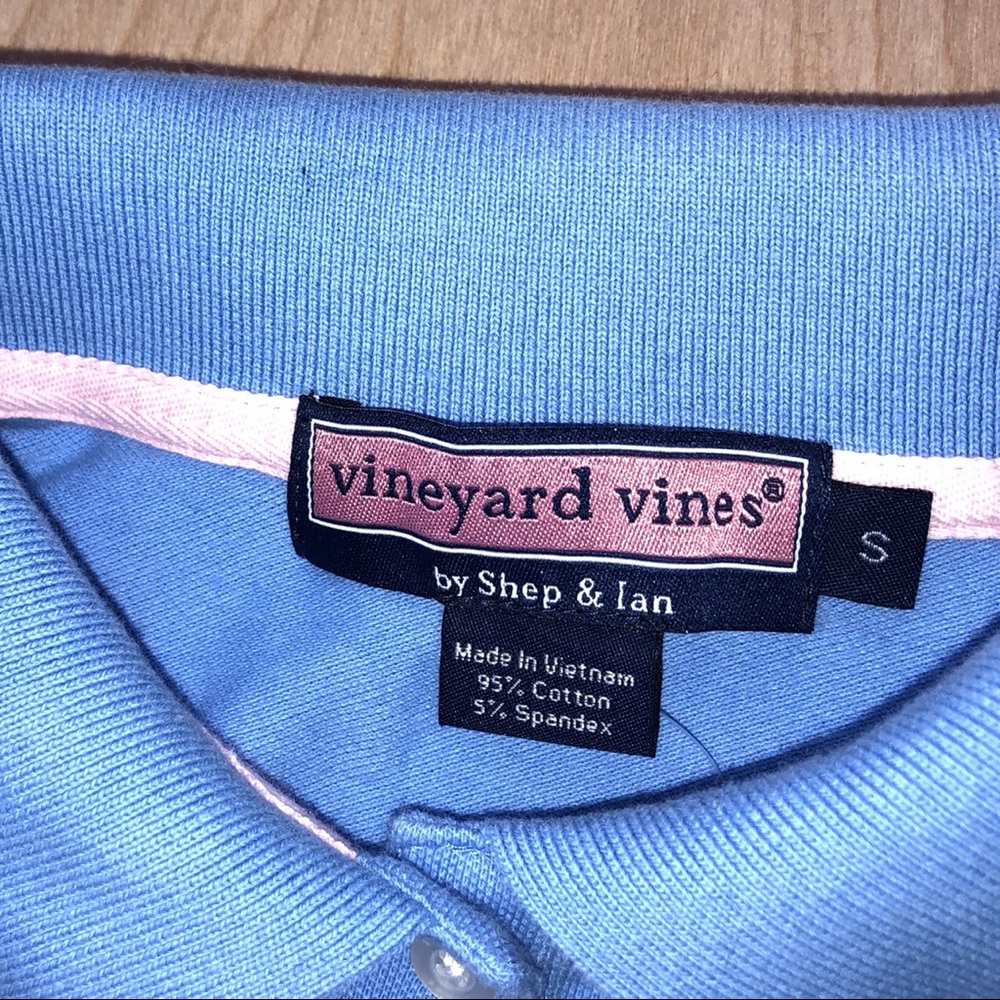 vineyard vines®
by Shep & Ian
S
Made In Vietnam
95% Cotton
5% Spandex